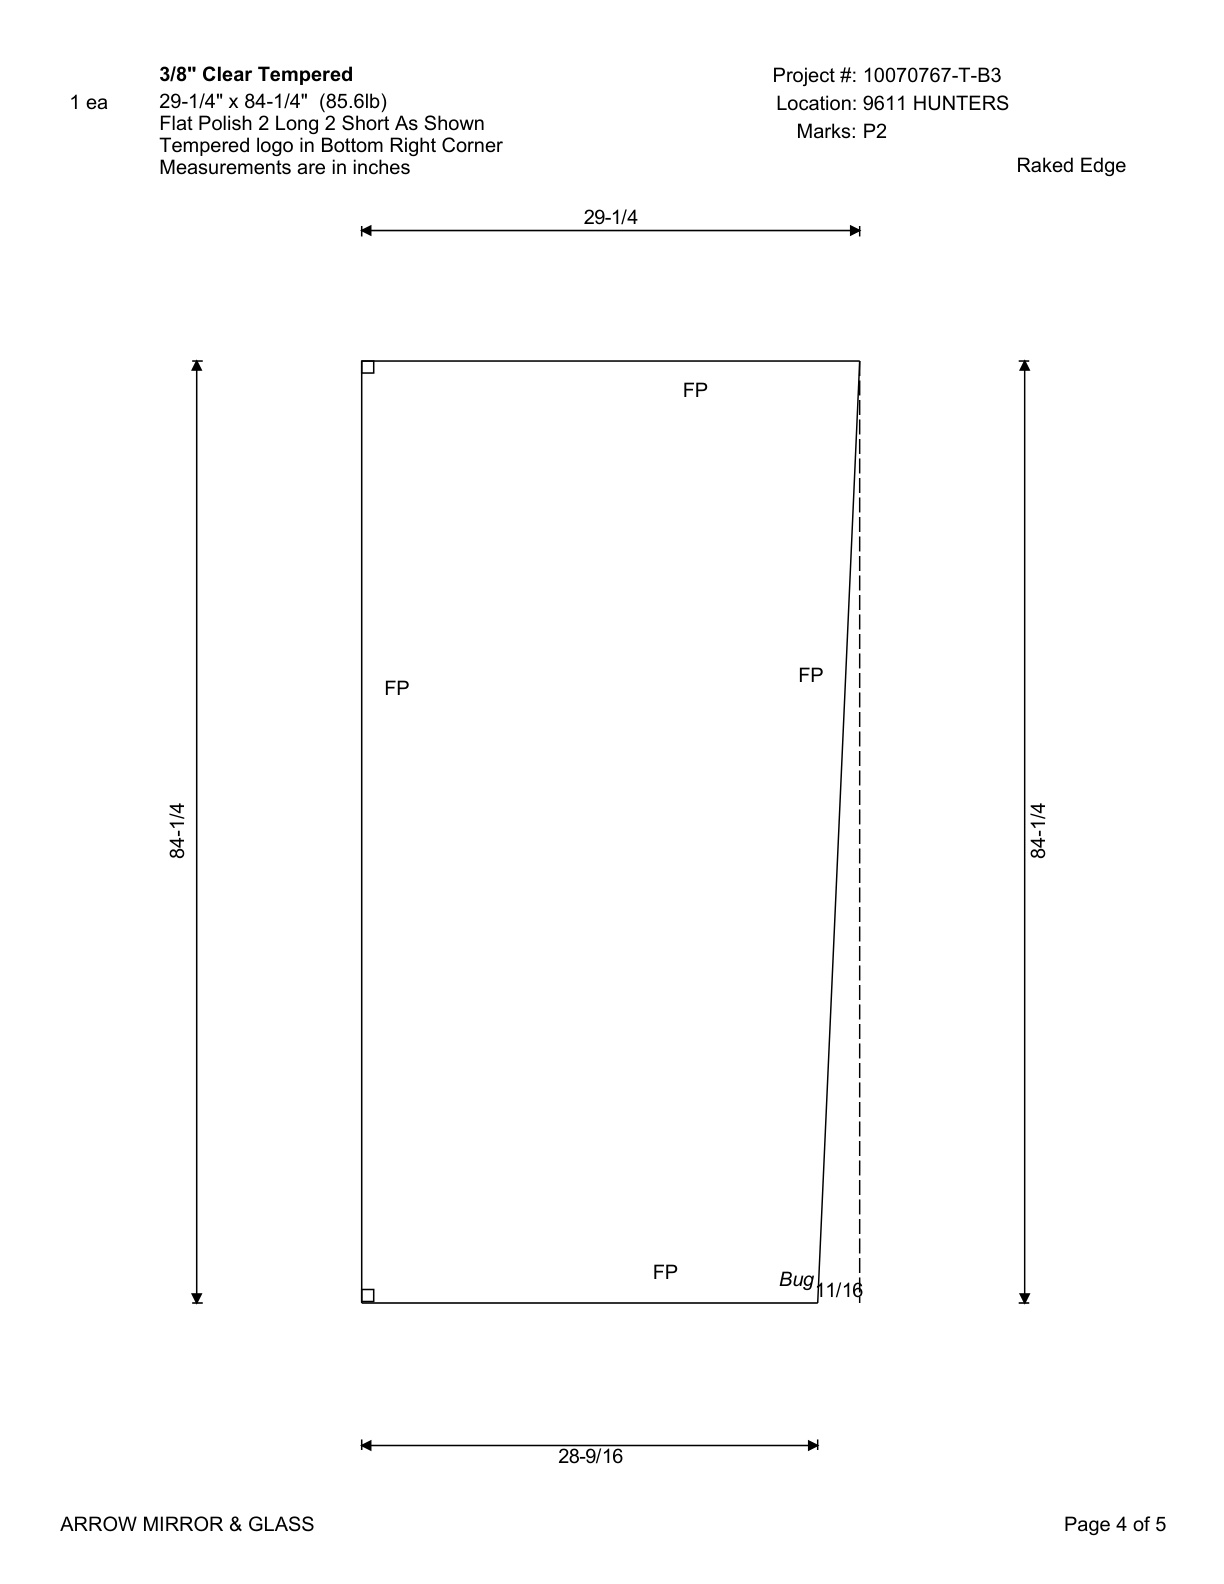 3/8" Clear Tempered
1 ea
29-1/4" x 84-1/4"  (85.6lb)
Flat Polish 2 Long 2 Short As Shown
Tempered logo in Bottom Right Corner
Measurements are in inches
Project #: 10070767-T-B3
Location: 9611 HUNTERS
Marks: P2
Raked Edge
29-1/4
FP
FP
FP
84-1/4
84-1/4
FP
Bug
11/16
28-9/16
ARROW MIRROR & GLASS
Page 4 of 5